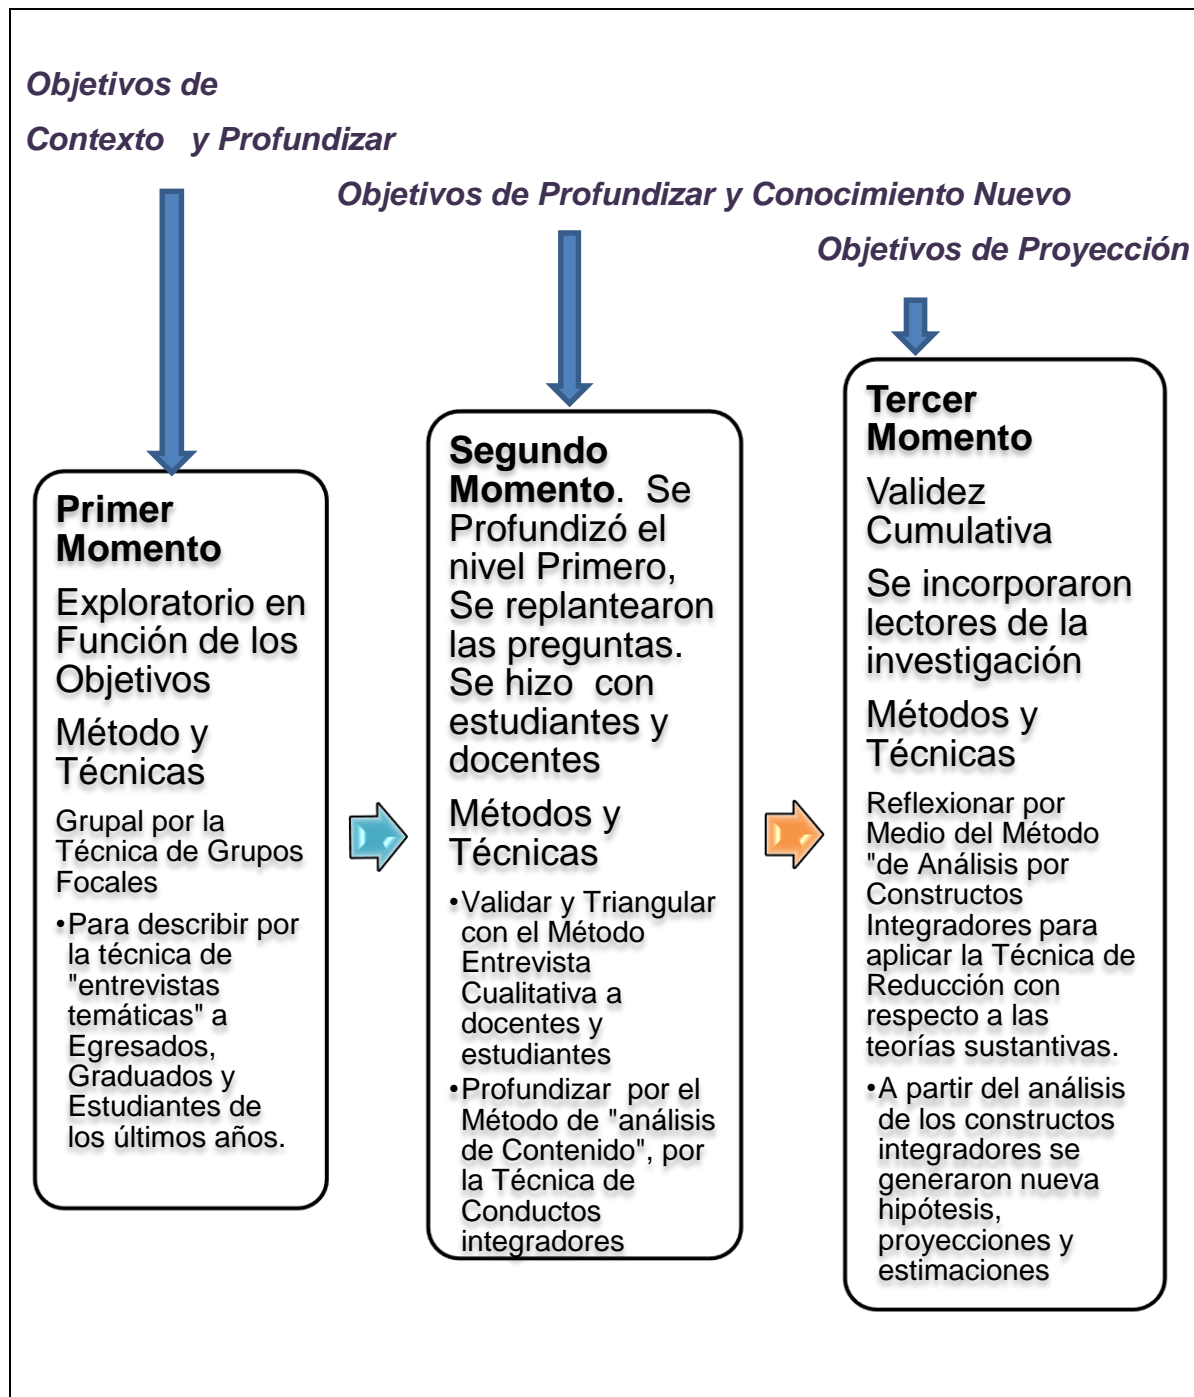 Objetivos de
Contexto y Profundizar
Objetivos de Profundizar y Conocimiento Nuevo
Objetivos de Proyección
Primer
Momento
Exploratorio en
Función de los
Objetivos
Método y
Técnicas
Grupal por la
Técnica de Grupos
Focales
•Para describir por
la técnica de
"entrevistas
temáticas" a
Egresados,
Graduados y
Estudiantes de
los últimos años.
Segundo
Momento. Se
Profundizó el
nivel Primero,
Se replantearon
las preguntas.
Se hizo con
estudiantes y
docentes
Métodos y
Técnicas
•Validar y Triangular
con el Método
Entrevista
Cualitativa a
docentes y
estudiantes
•Profundizar por el
Método de "análisis
de Contenido", por
la Técnica de
Conductos
integradores
Tercer
Momento
Validez
Cumulativa
Se incorporaron
lectores de la
investigación
Métodos y
Técnicas
Reflexionar por
Medio del Método
"de Análisis por
Constructos
Integradores para
aplicar la Técnica de
Reducción con
respecto a las
teorías sustantivas.
•A partir del análisis
de los constructos
integradores se
generaron nueva
hipótesis,
proyecciones y
estimaciones